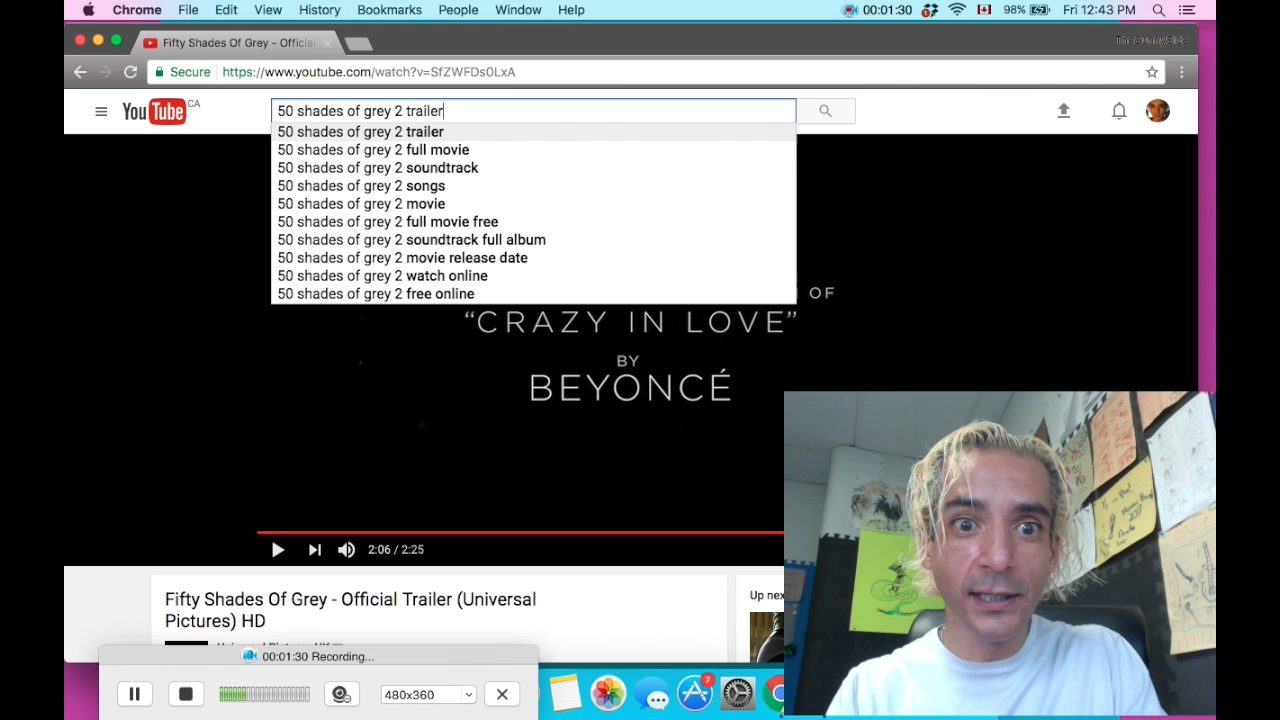 Chrome File Edit View History Bookmarks People Window Help 00:01:30 98% Fri 12:43 PM
Fifty Shades Of Grey - Official
TheSunnySide
Secure https://www.youtube.com/watch?v=SfZWFDs0LxA
YouTube CA
50 shades of grey 2 trailer
50 shades of grey 2 trailer
50 shades of grey 2 full movie
50 shades of grey 2 soundtrack
50 shades of grey 2 songs
50 shades of grey 2 movie
50 shades of grey 2 full movie free
50 shades of grey 2 soundtrack full album
50 shades of grey 2 movie release date
50 shades of grey 2 watch online
50 shades of grey 2 free online
OF
“CRAZY IN LOVE”
BY
BEYONCÉ
2:06 / 2:25
Fifty Shades Of Grey - Official Trailer (Universal
Pictures) HD
Up nex
00:01:30 Recording...
480x360
7
2017